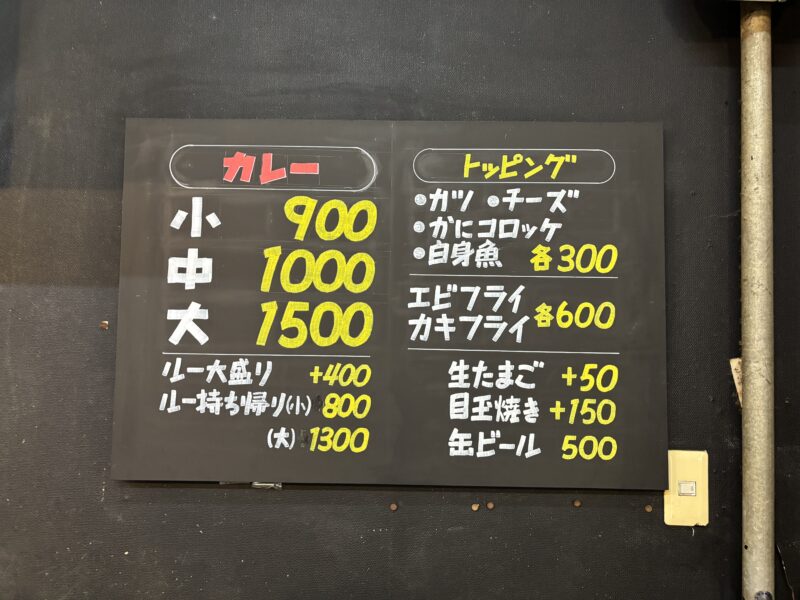 カレー
小 900
中 1000
大 1500
ルー大盛り +400
ルー持ち帰り(小) 800
(大) 1300
トッピング
●カツ ●チーズ
●かにコロッケ
●白身魚 各300
エビフライ
カキフライ 各600
生たまご +50
目玉焼き +150
缶ビール 500